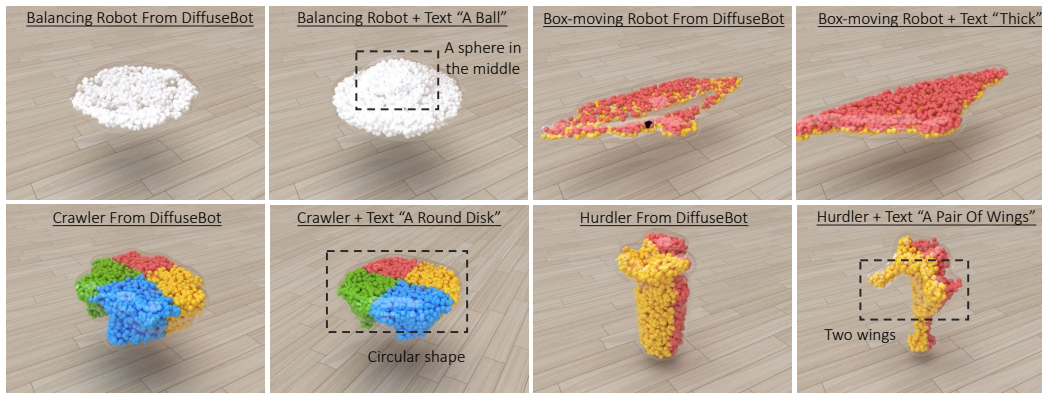 Balancing Robot From DiffuseBot
Balancing Robot + Text “A Ball”
A sphere in
the middle
Box-moving Robot From DiffuseBot
Box-moving Robot + Text “Thick”
Crawler From DiffuseBot
Crawler + Text “A Round Disk”
Circular shape
Hurdler From DiffuseBot
Hurdler + Text “A Pair Of Wings”
Two wings